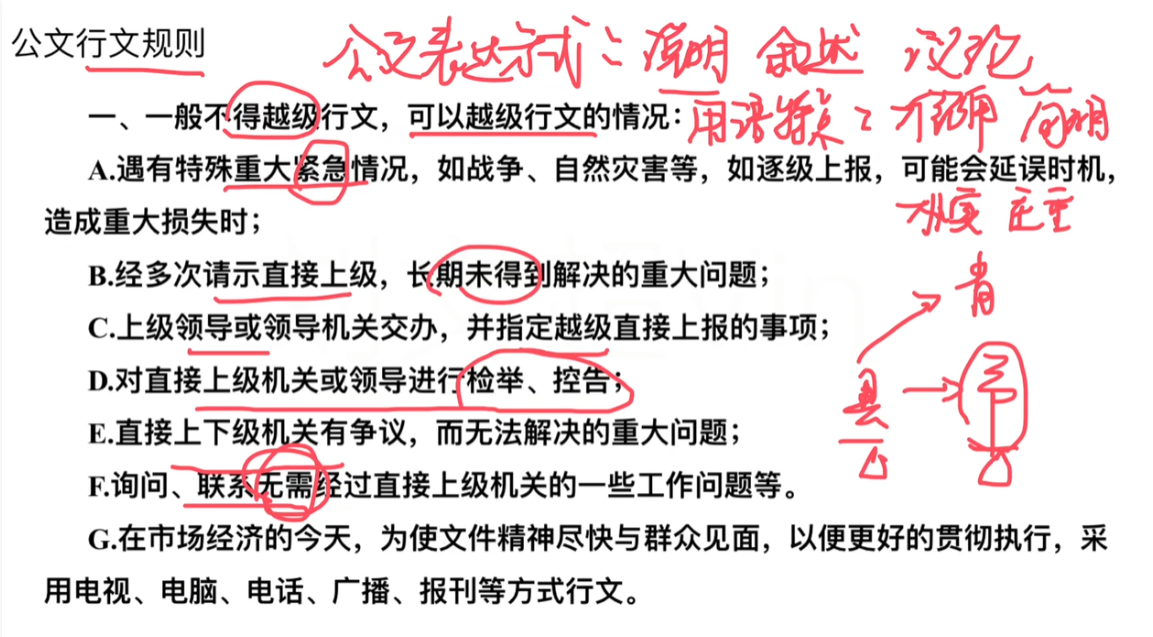 公文行文规则
公文表达方式：说明 叙述 议论
一、一般不得越级行文，可以越级行文的情况：
用语特点：准确 简明
A.遇有特殊重大紧急情况，如战争、自然灾害等，如逐级上报，可能会延误时机，
造成重大损失时；
朴实 庄重
B.经多次请示直接上级，长期未得到解决的重大问题；
省
C.上级领导或领导机关交办，并指定越级直接上报的事项；
D.对直接上级机关或领导进行检举、控告；
县 市
E.直接上下级机关有争议，而无法解决的重大问题；
F.询问、联系无需经过直接上级机关的一些工作问题等。
G.在市场经济的今天，为使文件精神尽快与群众见面，以便更好的贯彻执行，采
用电视、电脑、电话、广播、报刊等方式行文。